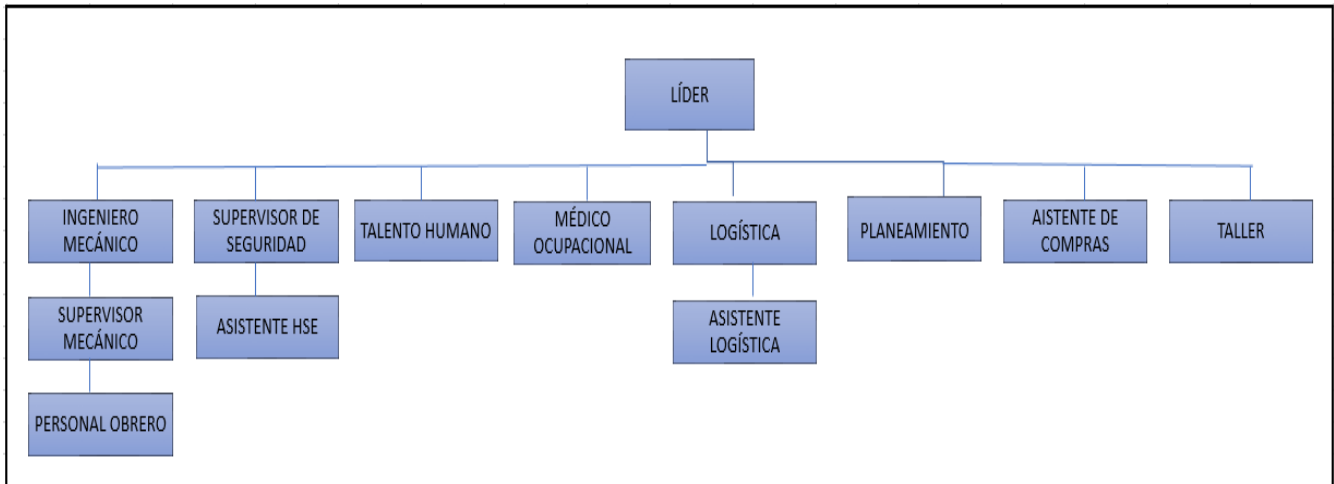 LÍDER
INGENIERO
MECÁNICO
SUPERVISOR DE
SEGURIDAD
TALENTO HUMANO
MÉDICO
OCUPACIONAL
LOGÍSTICA
PLANEAMIENTO
AISTENTE DE
COMPRAS
TALLER
SUPERVISOR
MECÁNICO
ASISTENTE HSE
ASISTENTE
LOGÍSTICA
PERSONAL OBRERO